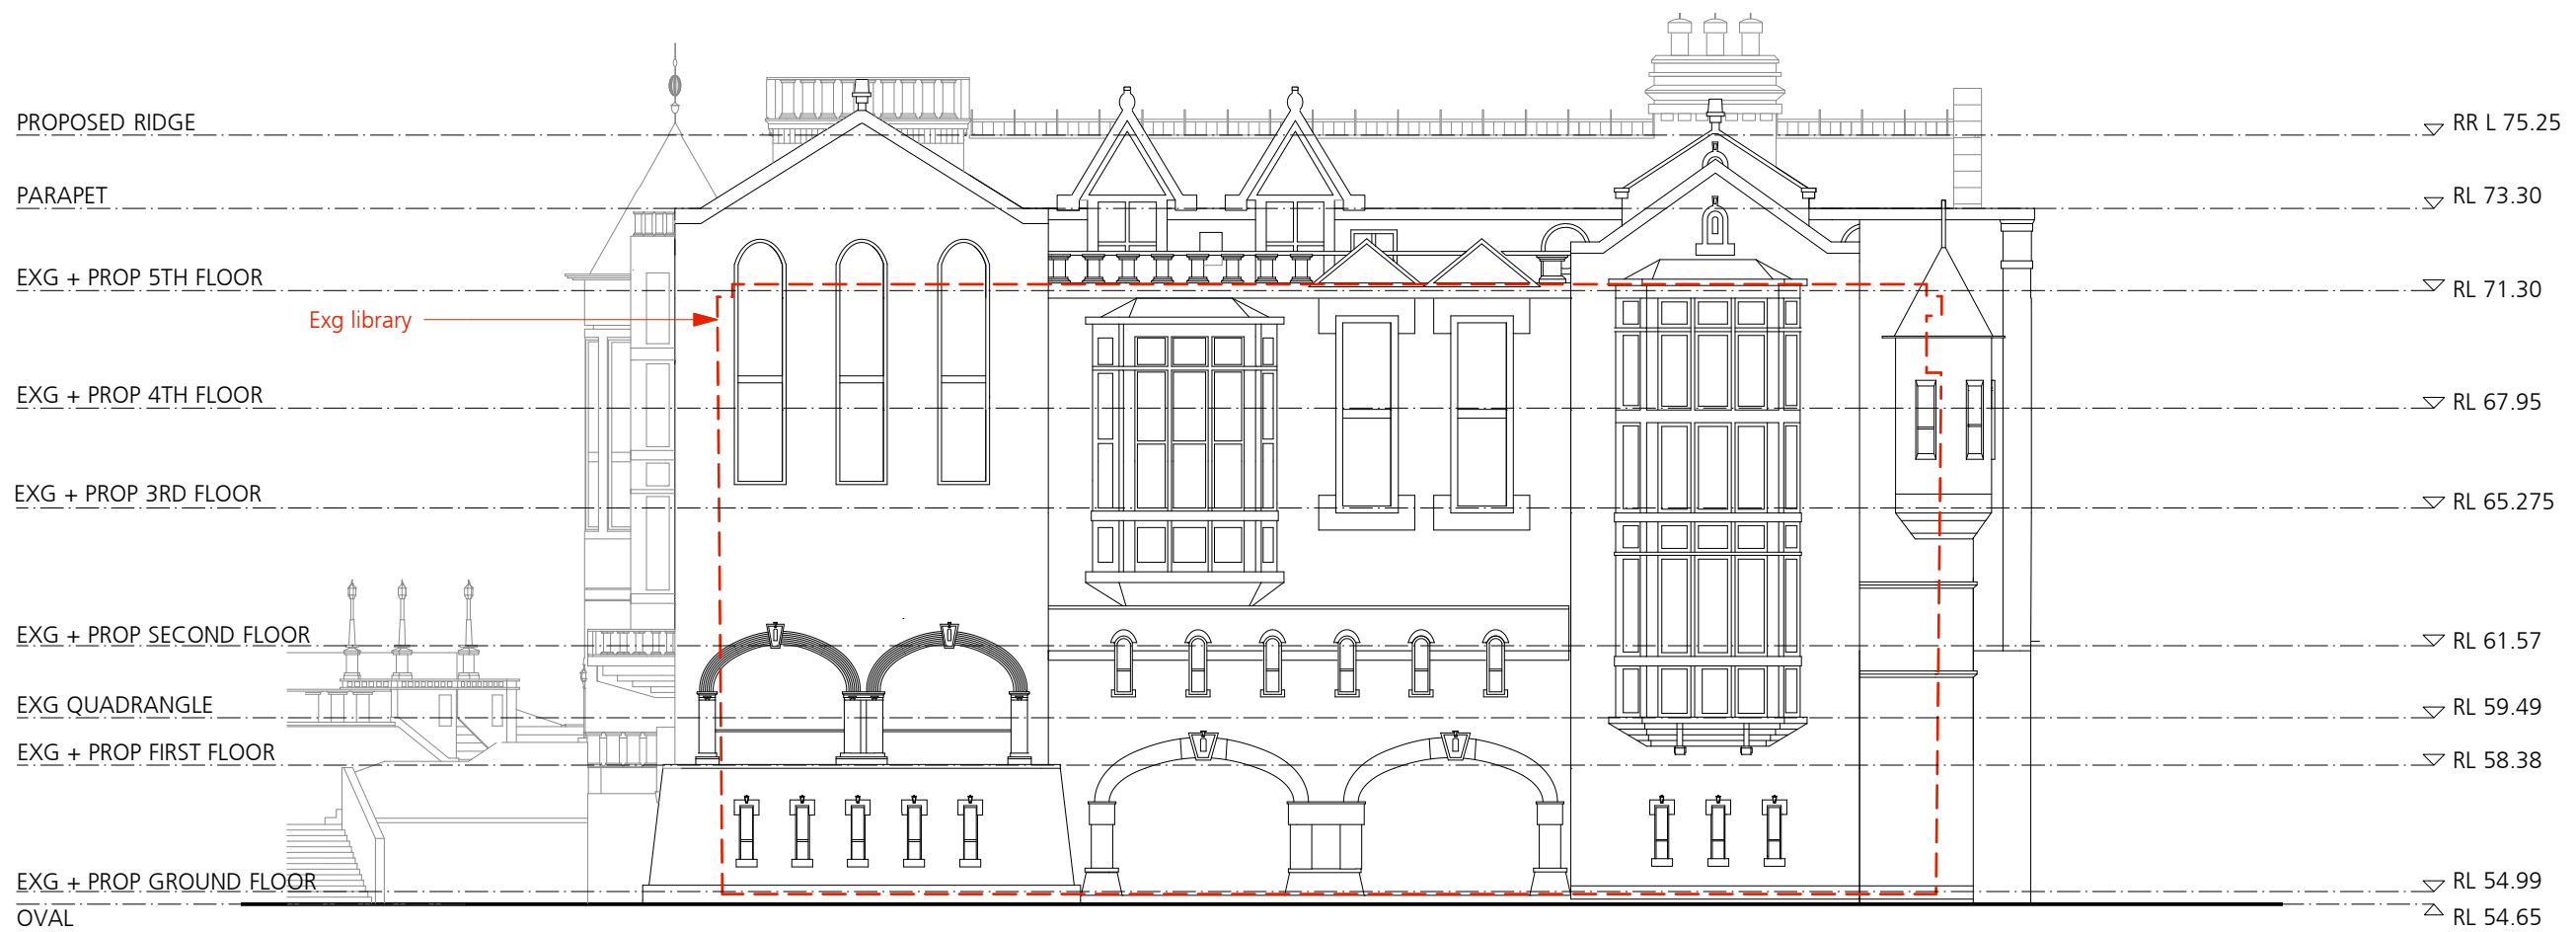 PROPOSED RIDGE RR L 75.25
PARAPET RL 73.30
EXG + PROP 5TH FLOOR RL 71.30
Exg library
EXG + PROP 4TH FLOOR RL 67.95
EXG + PROP 3RD FLOOR RL 65.275
EXG + PROP SECOND FLOOR RL 61.57
EXG QUADRANGLE RL 59.49
EXG + PROP FIRST FLOOR RL 58.38
EXG + PROP GROUND FLOOR RL 54.99
OVAL RL 54.65